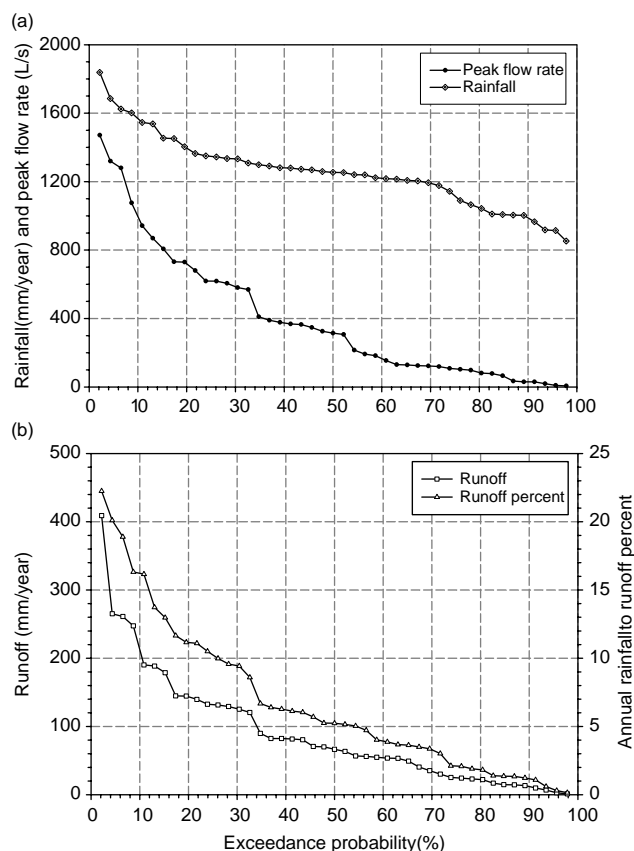 (a)
2000
1600
1200
800
400
0
Rainfall(mm/year) and peak flow rate (L/s)
Peak flow rate
Rainfall
0 10 20 30 40 50 60 70 80 90 100
(b)
500
400
300
200
100
0
Runoff (mm/year)
Runoff
Runoff percent
25
20
15
10
5
0
Annual rainfallto runoff percent
0 10 20 30 40 50 60 70 80 90 100
Exceedance probability(%)